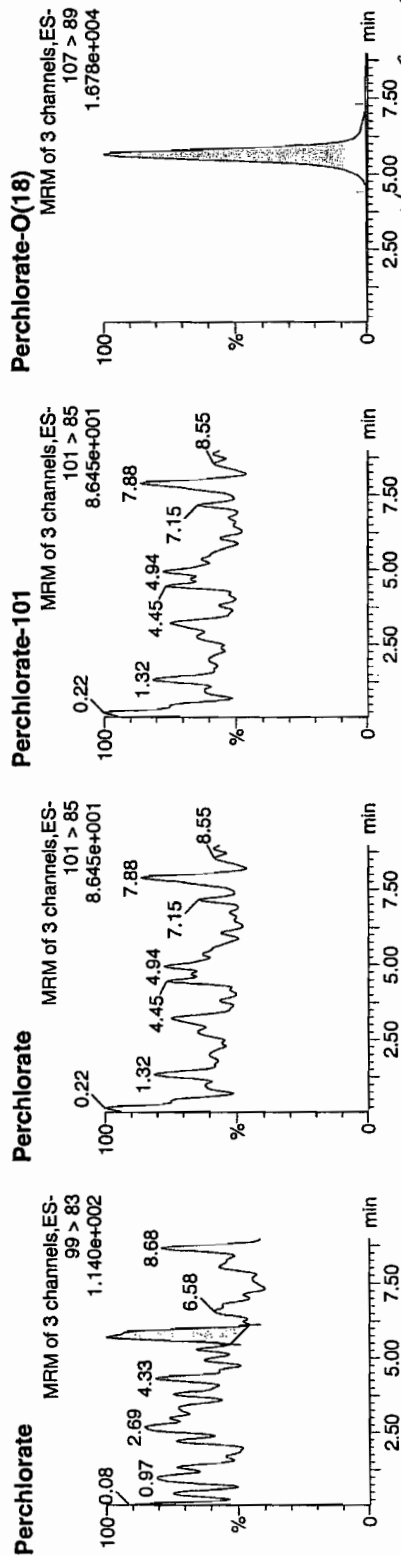 Perchlorate
MRM of 3 channels,ES-
99 > 83
1.140e+002
100
0.08
0.97
2.69
4.33
6.58
8.68
%
0
2.50
5.00
7.50
min
Perchlorate
MRM of 3 channels,ES-
101 > 85
8.645e+001
100
0.22
1.32
4.45
4.94
7.15
7.88
8.55
%
0
2.50
5.00
7.50
min
Perchlorate-101
MRM of 3 channels,ES-
101 > 85
8.645e+001
100
0.22
1.32
4.45
4.94
7.15
7.88
8.55
%
0
2.50
5.00
7.50
min
Perchlorate-O(18)
MRM of 3 channels,ES-
107 > 89
1.678e+004
100
%
0
2.50
5.00
7.50
min